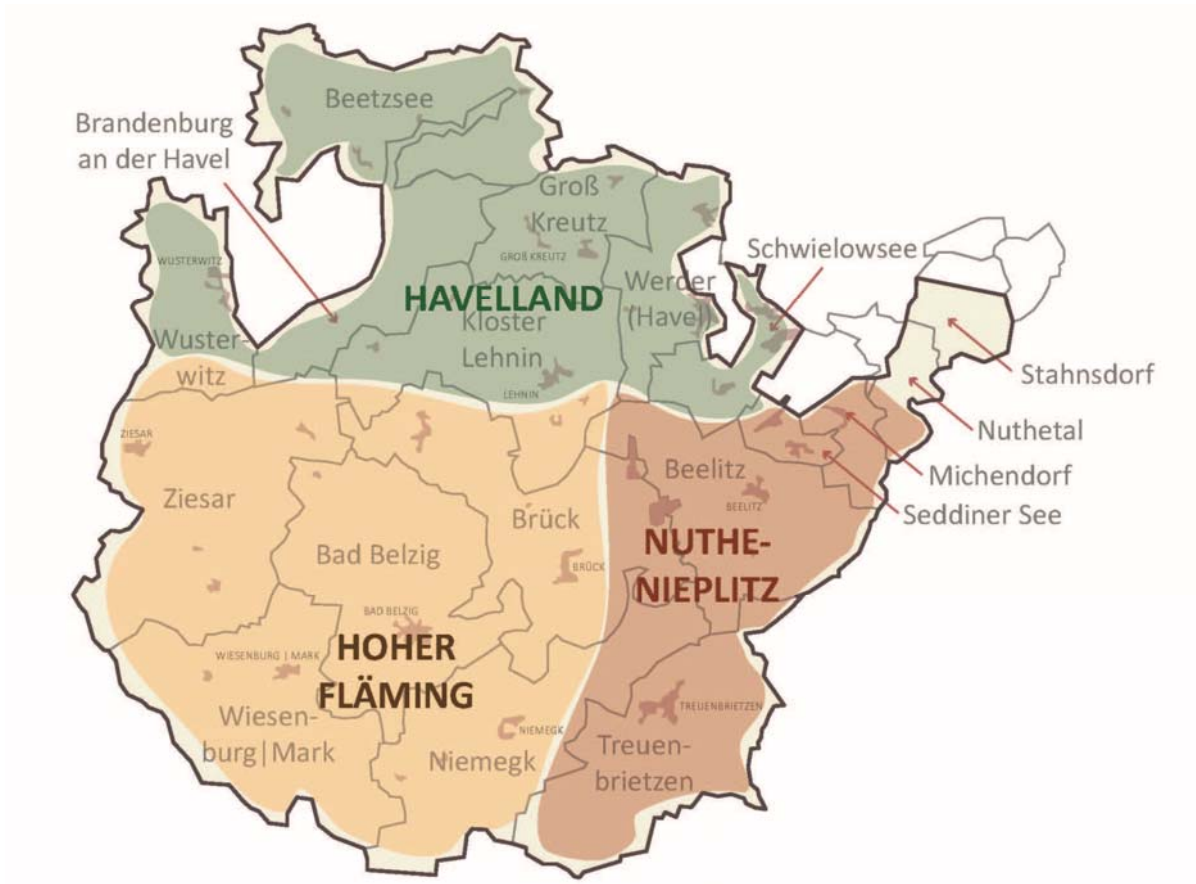 Beetzsee
Brandenburg
an der Havel
Groß
Kreutz
GROß KREUTZ
Schwielowsee
WUSTERWITZ
Werder
(Havel)
HAVELLAND
Kloster
Lehnin
LEHNIN
Wuster-
witz
Stahnsdorf
Nuthetal
Michendorf
Seddiner See
ZIESAR
Ziesar
Beelitz
BEELITZ
Brück
BRÜCK
Bad Belzig
BAD BELZIG
NUTHE-
NIEPLITZ
HOHER
FLÄMING
WIESENBURG | MARK
Wiesen-
burg|Mark
NIEMEGK
Niemegk
TREUENBRIETZEN
Treuen-
brietzen